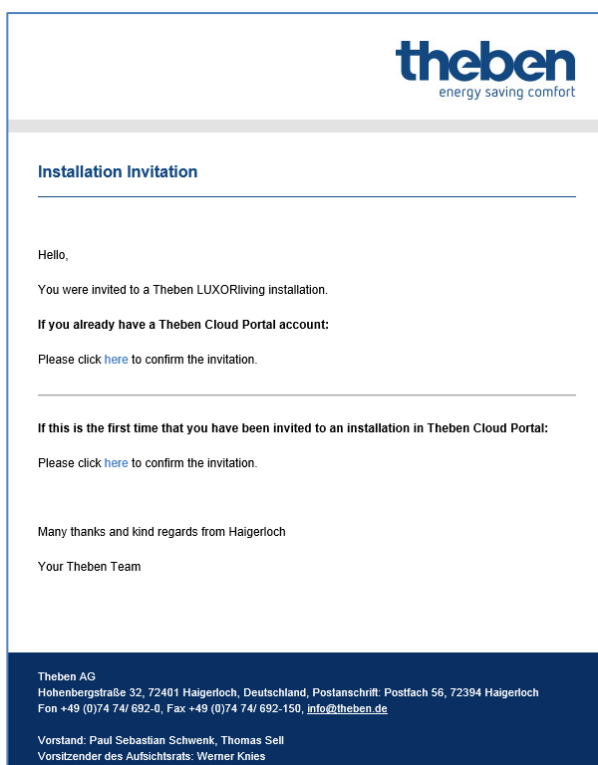 theben
energy saving comfort
Installation Invitation
Hello,
You were invited to a Theben LUXORliving installation.
If you already have a Theben Cloud Portal account:
Please click here to confirm the invitation.
If this is the first time that you have been invited to an installation in Theben Cloud Portal:
Please click here to confirm the invitation.
Many thanks and kind regards from Haigerloch
Your Theben Team
Theben AG
Hohenbergstraße 32, 72401 Haigerloch, Deutschland, Postanschrift: Postfach 56, 72394 Haigerloch
Fon +49 (0)74 74/ 692-0, Fax +49 (0)74 74/ 692-150, info@theben.de
Vorstand: Paul Sebastian Schwenk, Thomas Sell
Vorsitzender des Aufsichtsrats: Werner Knies